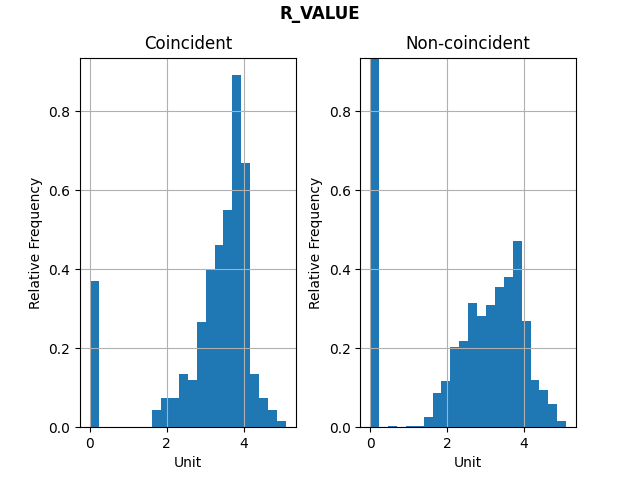 R_VALUE
Coincident
Non-coincident
Relative Frequency
0.8
0.6
0.4
0.2
0.0
0 2 4
Unit
Relative Frequency
0.8
0.6
0.4
0.2
0.0
0 2 4
Unit